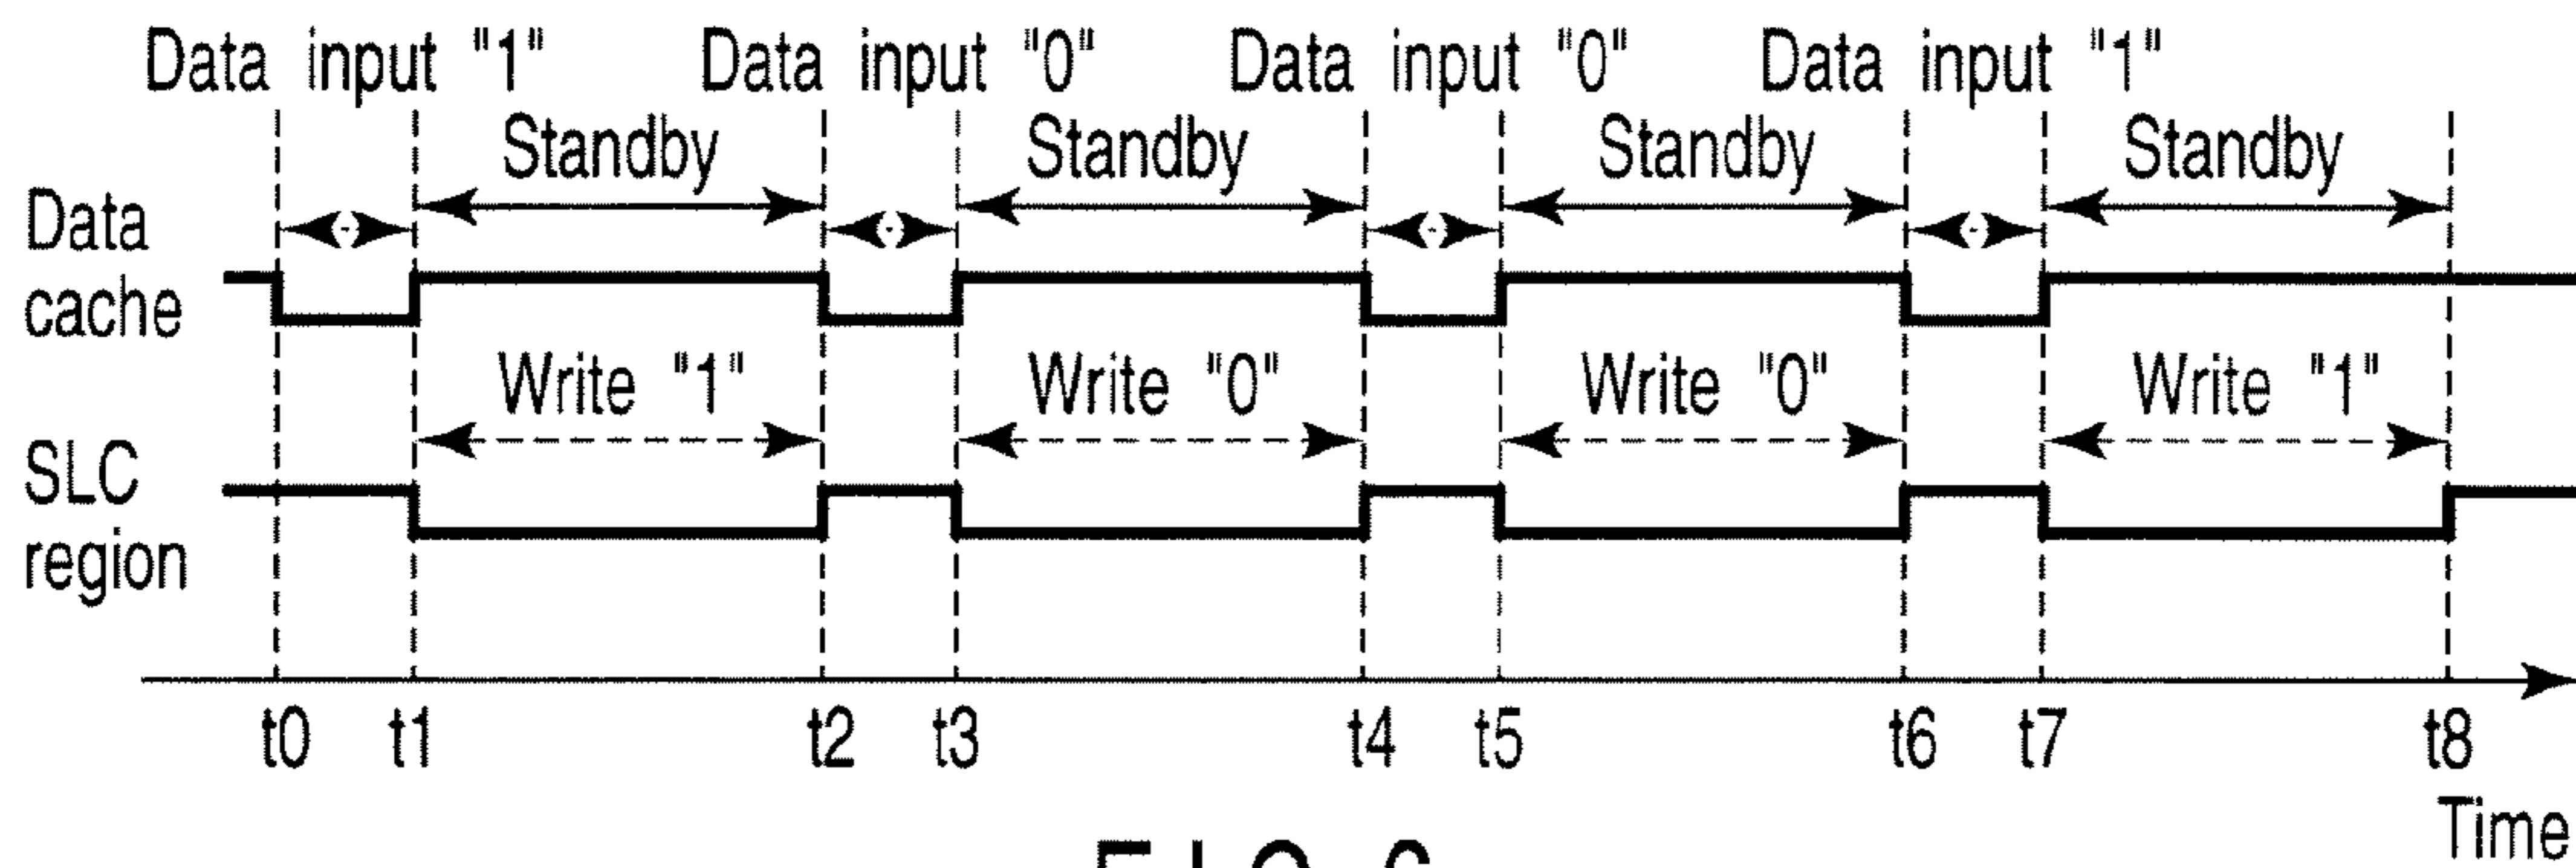 Data input "1" Data input "0" Data input "0" Data input "1"
Standby Standby Standby Standby
Data
cache
Write "1" Write "0" Write "0" Write "1"
SLC
region
t0 t1 t2 t3 t4 t5 t6 t7 t8
Time